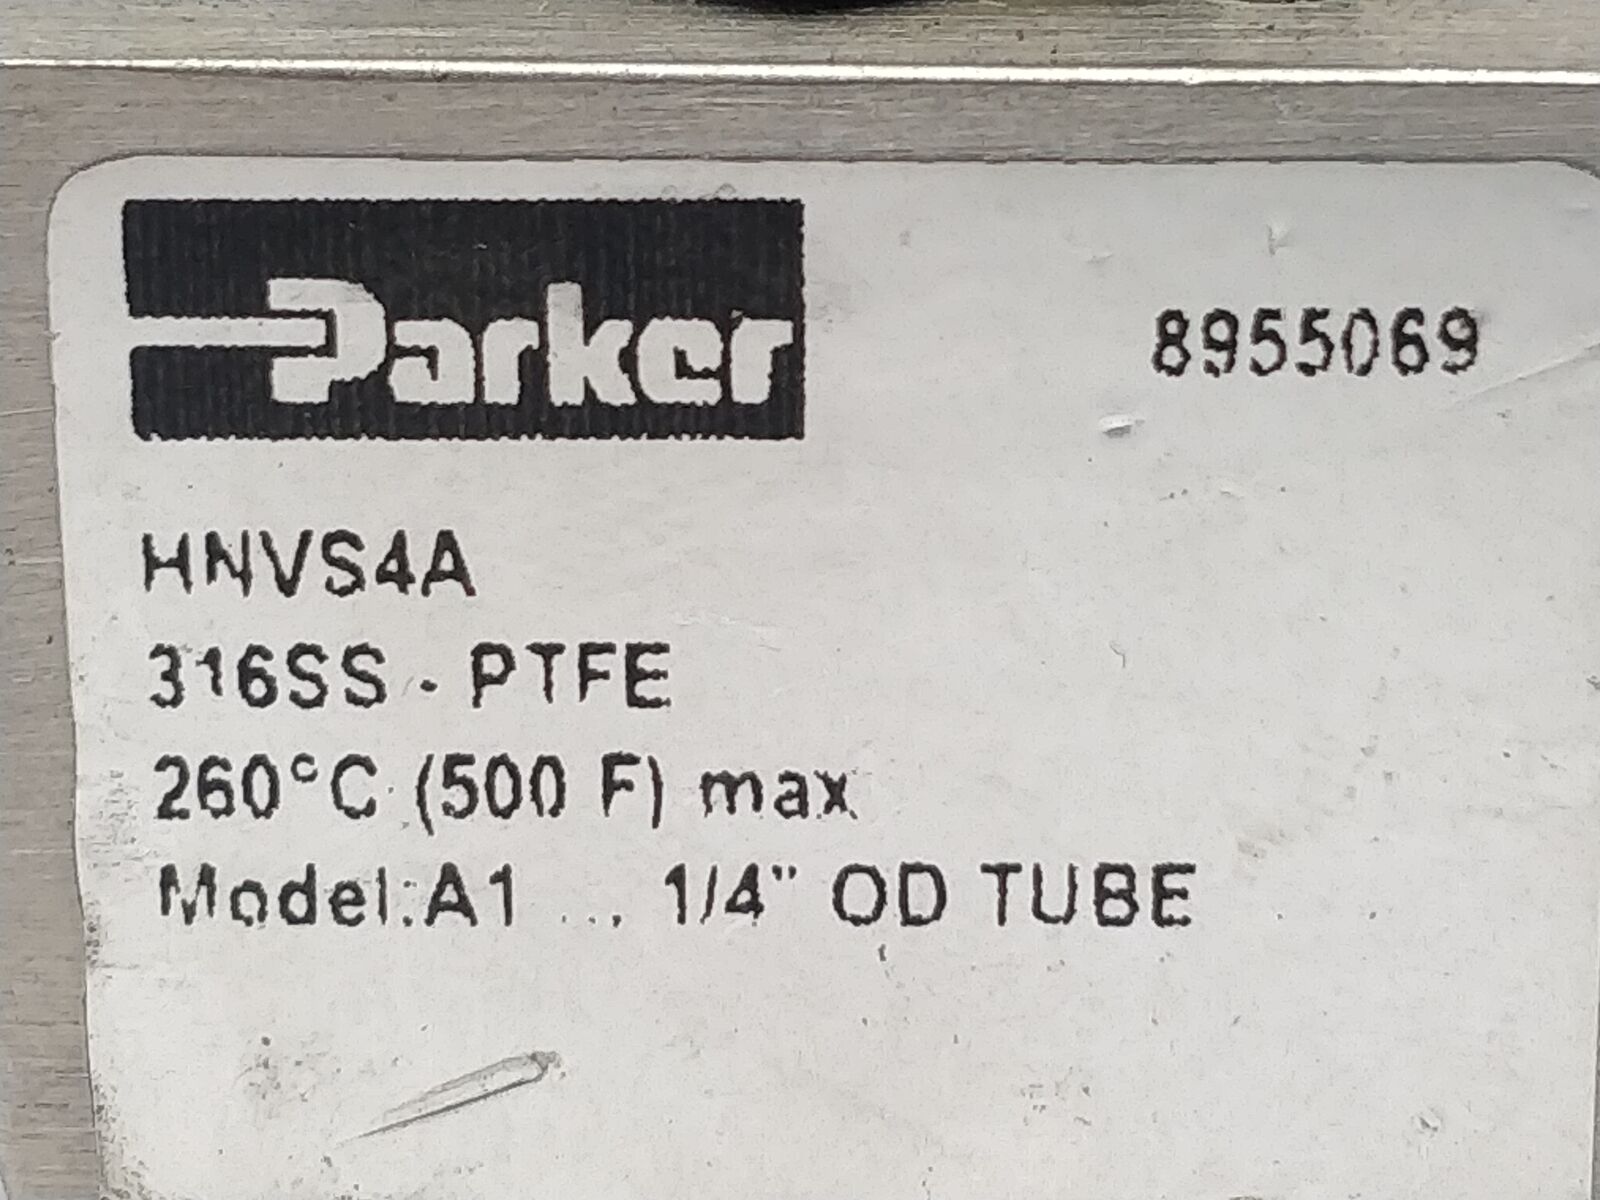 Parker
8955069
HNVS4A
316SS - PTFE
260°C (500 F) max
Model:A1 ... 1/4" OD TUBE